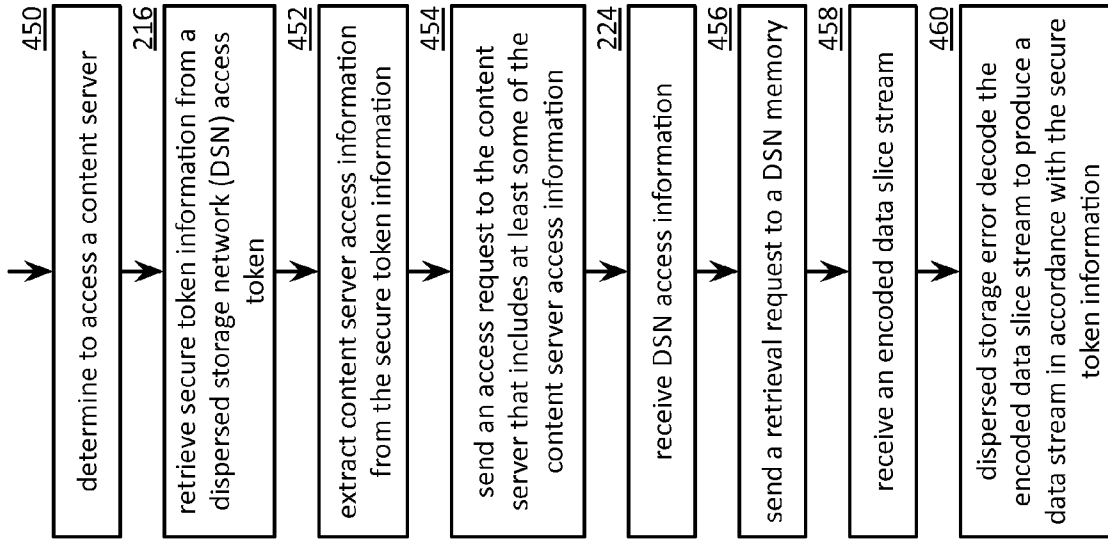 450
determine to access a content server
216
retrieve secure token information from a
dispersed storage network (DSN) access
token
452
extract content server access information
from the secure token information
454
send an access request to the content
server that includes at least some of the
content server access information
224
receive DSN access information
456
send a retrieval request to a DSN memory
458
receive an encoded data slice stream
460
dispersed storage error decode the
encoded data slice stream to produce a
data stream in accordance with the secure
token information